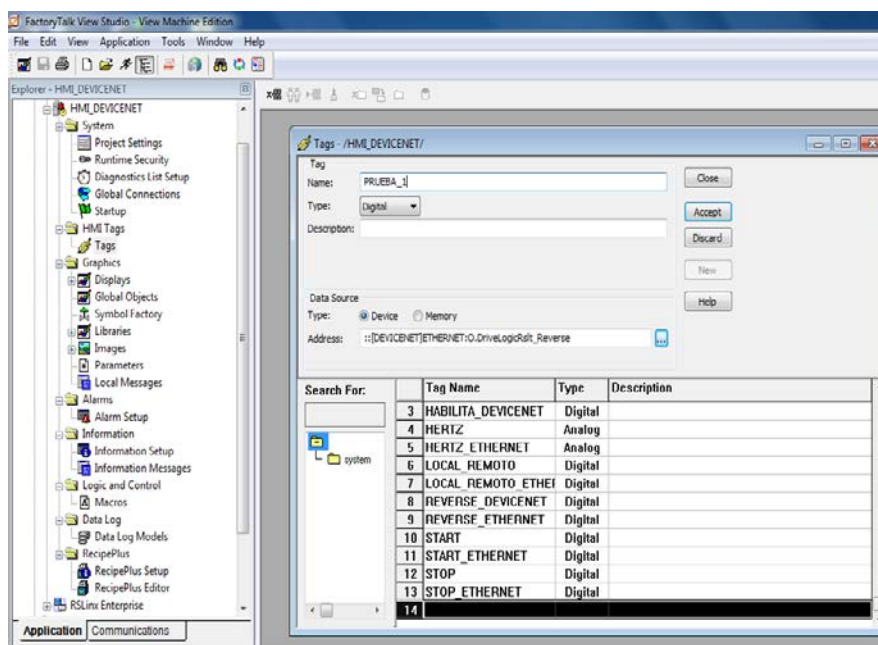 FactoryTalk View Studio - View Machine Edition
File Edit View Application Tools Window Help
Explorer - HMI_DEVICENET
HMI_DEVICENET
System
Project Settings
Runtime Security
Diagnostics List Setup
Global Connections
Startup
HMI Tags
Tags
Graphics
Displays
Global Objects
Symbol Factory
Libraries
Images
Parameters
Local Messages
Alarms
Alarm Setup
Information
Information Setup
Information Messages
Logic and Control
Macros
Data Log
Data Log Models
RecipePlus
RecipePlus Setup
RecipePlus Editor
RSLinx Enterprise
Application Communications
Tags - /HMI_DEVICENET/
Tag
Name: PRUEBA_1
Type: Digital
Description:
Close
Accept
Discard
New
Help
Data Source
Type: Device Memory
Address: ::[DEVICENET]ETHERNET:O.DriveLogicRslt_Reverse ...
Search For:
system
Tag Name Type Description
3 HABILITA_DEVICENET Digital
4 HERTZ Analog
5 HERTZ_ETHERNET Analog
6 LOCAL_REMOTO Digital
7 LOCAL_REMOTO_ETHEI Digital
8 REVERSE_DEVICENET Digital
9 REVERSE_ETHERNET Digital
10 START Digital
11 START_ETHERNET Digital
12 STOP Digital
13 STOP_ETHERNET Digital
14